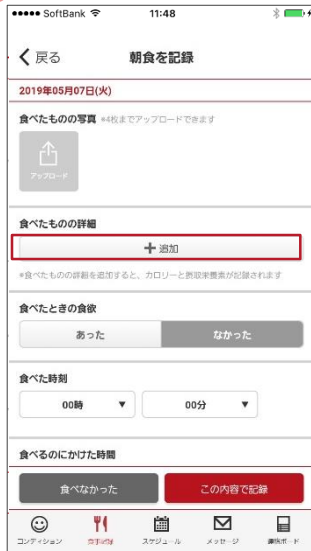 SoftBank 11:48
戻る 朝食を記録
2019年05月07日(火)
食べたものの写真 *4枚までアップロードできます
アップロード
食べたものの詳細
+ 追加
*食べたものの詳細を追加すると、カロリーと摂取栄養素が記録されます
食べたときの食欲
あった なかった
食べた時刻
00時 ▼ 00分 ▼
食べるのにかけた時間
食べなかった この内容で記録
コンディション 食事記録 スケジュール メッセージ 連絡ボード